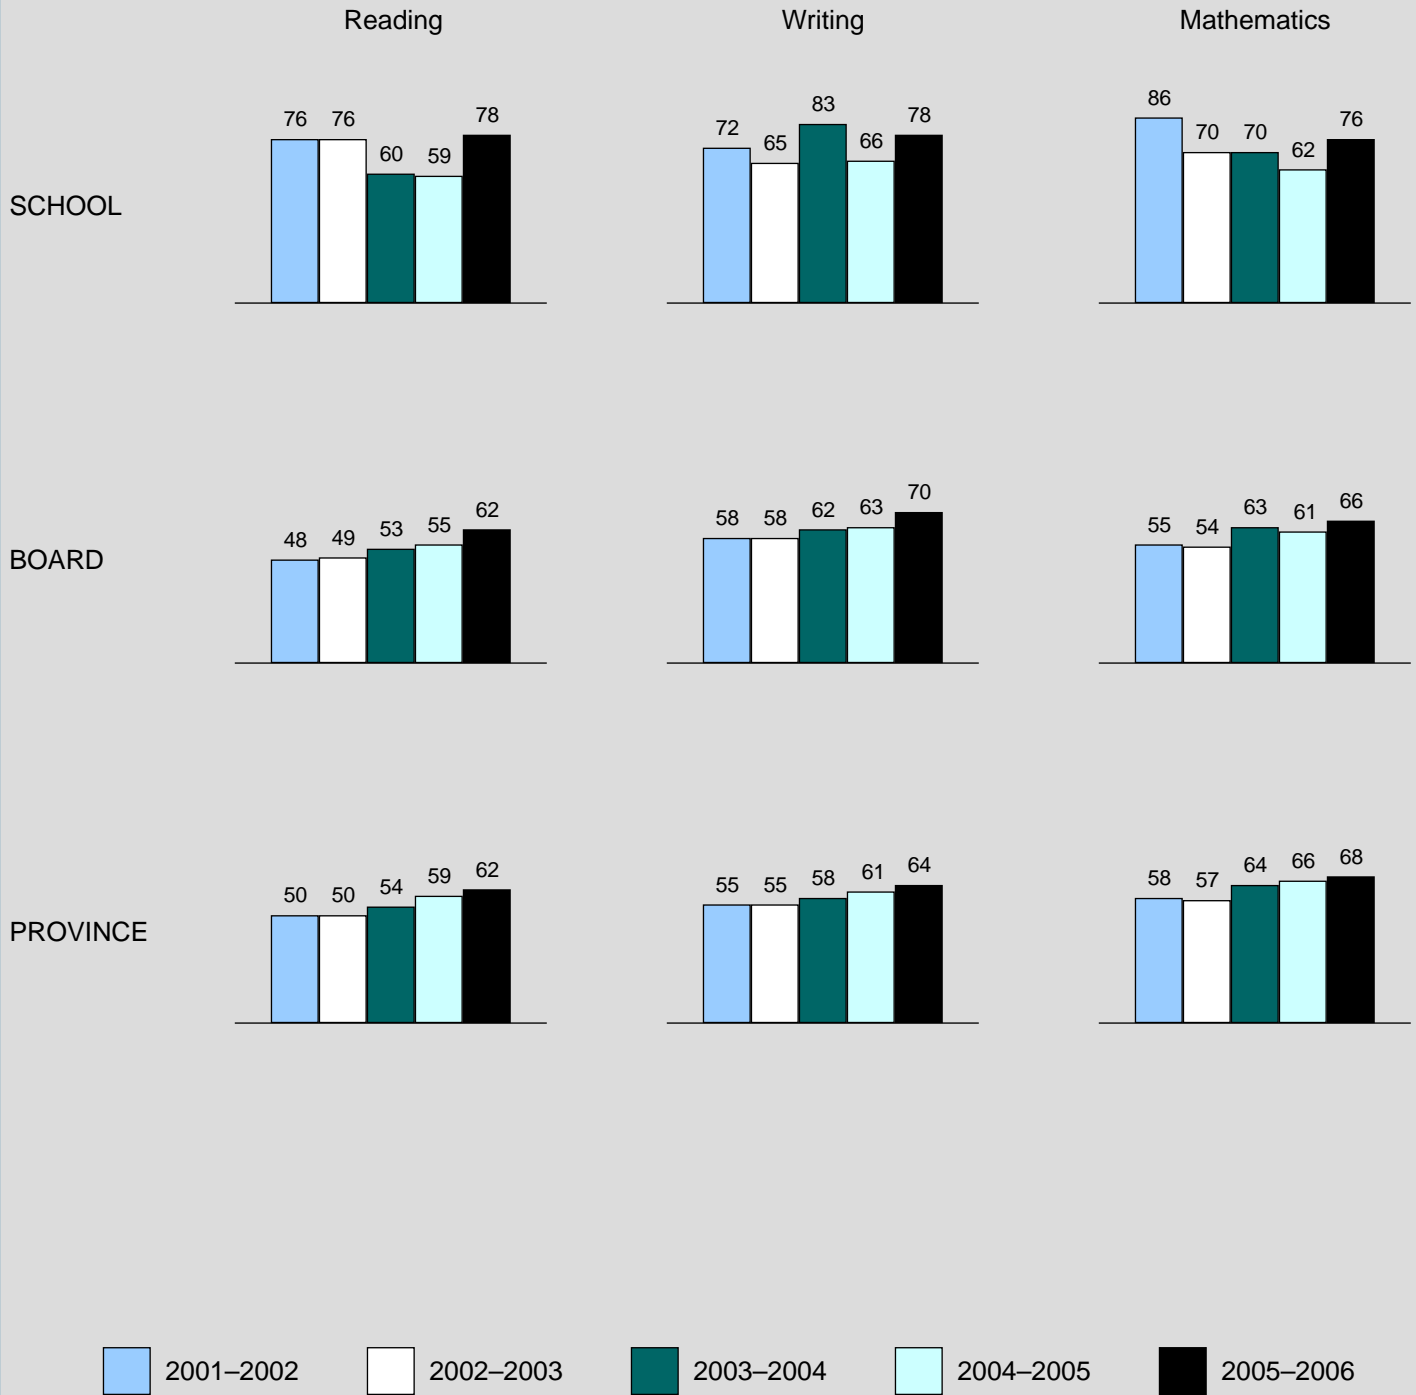 Reading Writing Mathematics
SCHOOL
76 76 60 59 78
72 65 83 66 78
86 70 70 62 76
BOARD
48 49 53 55 62
58 58 62 63 70
55 54 63 61 66
PROVINCE
50 50 54 59 62
55 55 58 61 64
58 57 64 66 68
2001–2002 2002–2003 2003–2004 2004–2005 2005–2006